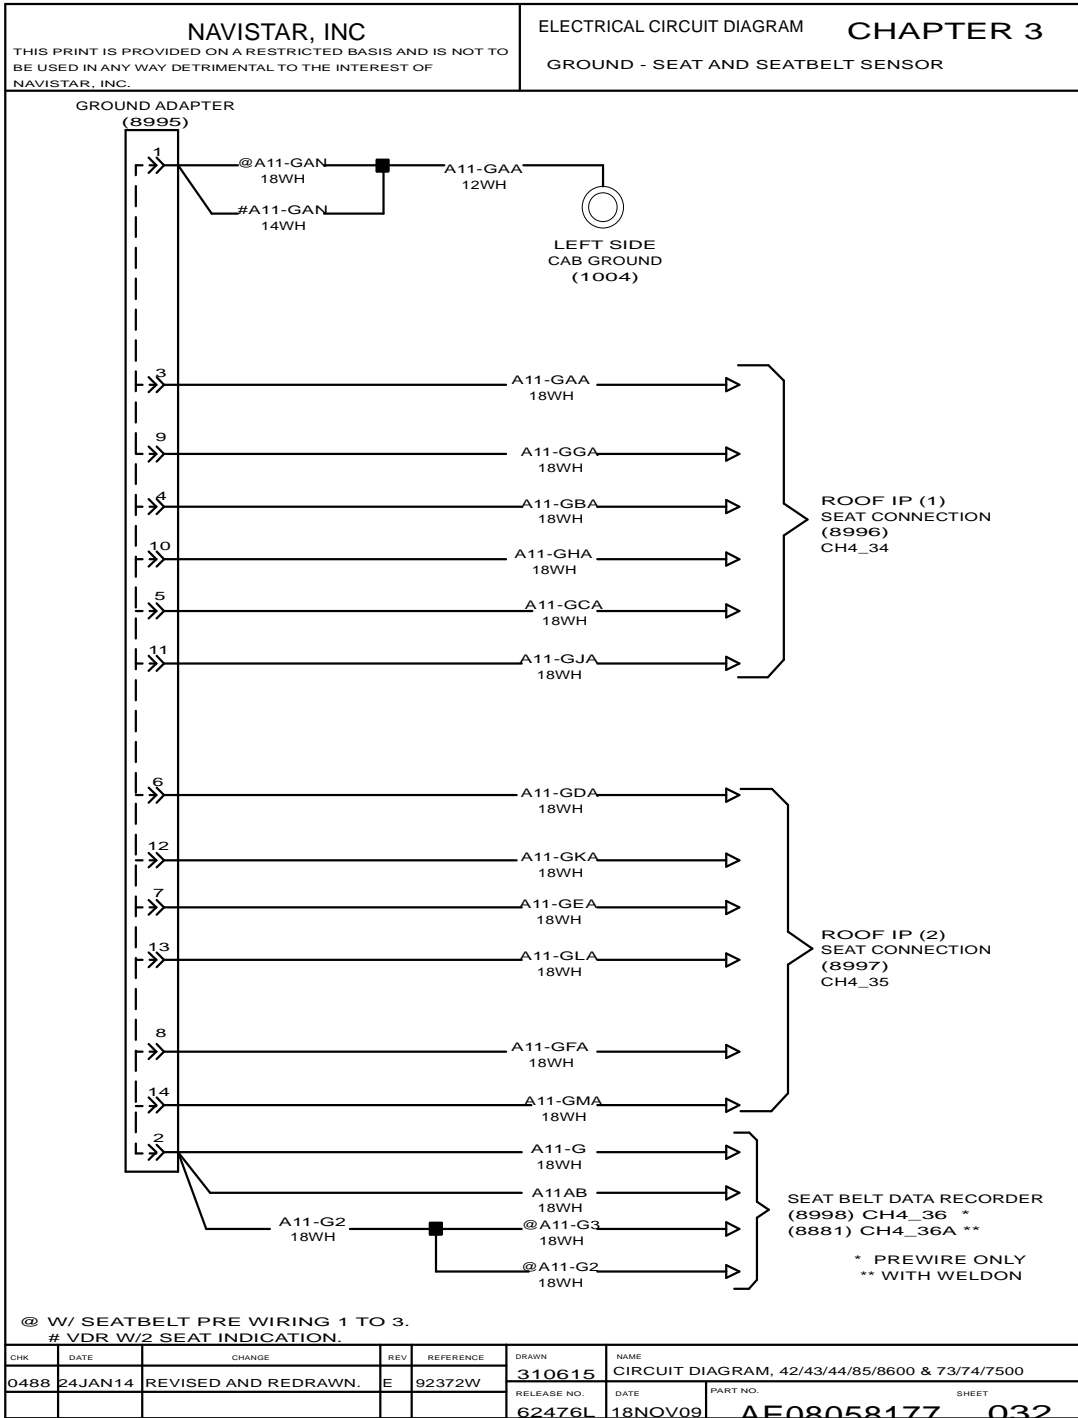 NAVISTAR, INC
THIS PRINT IS PROVIDED ON A RESTRICTED BASIS AND IS NOT TO
BE USED IN ANY WAY DETRIMENTAL TO THE INTEREST OF
NAVISTAR, INC.
ELECTRICAL CIRCUIT DIAGRAM CHAPTER 3
GROUND - SEAT AND SEATBELT SENSOR
GROUND ADAPTER
(8995)
1
@A11-GAN
18WH
#A11-GAN
14WH
A11-GAA
12WH
LEFT SIDE
CAB GROUND
(1004)
3
A11-GAA
18WH
9
A11-GGA
18WH
4
A11-GBA
18WH
10
A11-GHA
18WH
5
A11-GCA
18WH
11
A11-GJA
18WH
ROOF IP (1)
SEAT CONNECTION
(8996)
CH4_34
6
A11-GDA
18WH
12
A11-GKA
18WH
7
A11-GEA
18WH
13
A11-GLA
18WH
8
A11-GFA
18WH
14
A11-GMA
18WH
ROOF IP (2)
SEAT CONNECTION
(8997)
CH4_35
2
A11-G
18WH
A11AB
18WH
A11-G2
18WH
@A11-G3
18WH
@A11-G2
18WH
SEAT BELT DATA RECORDER
(8998) CH4_36 *
(8881) CH4_36A **
* PREWIRE ONLY
** WITH WELDON
@ W/ SEATBELT PRE WIRING 1 TO 3.
# VDR W/2 SEAT INDICATION.
CHK DATE CHANGE REV REFERENCE
0488 24JAN14 REVISED AND REDRAWN. E 92372W
DRAWN
310615
NAME
CIRCUIT DIAGRAM, 42/43/44/85/8600 & 73/74/7500
RELEASE NO.
62476L
DATE
18NOV09
PART NO.
AE08058177
SHEET
032